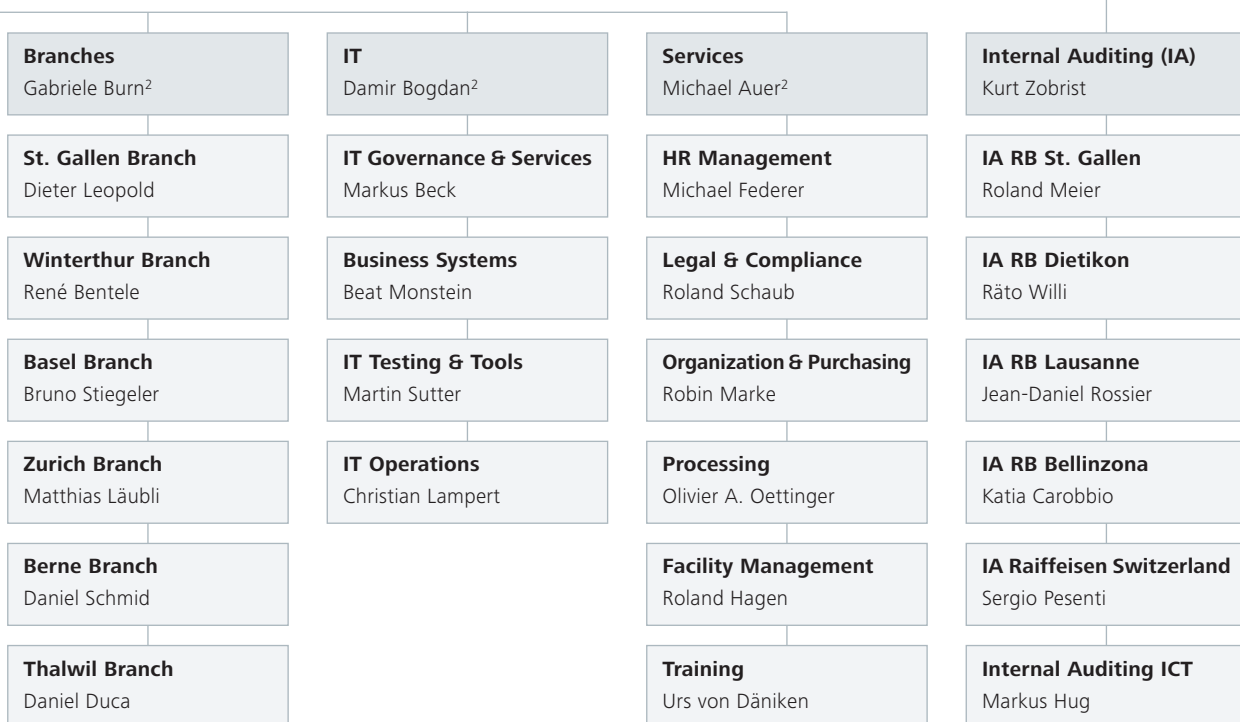 Branches
Gabriele Burn²
St. Gallen Branch
Dieter Leopold
Winterthur Branch
René Bentele
Basel Branch
Bruno Stiegeler
Zurich Branch
Matthias Läubli
Berne Branch
Daniel Schmid
Thalwil Branch
Daniel Duca
IT
Damir Bogdan²
IT Governance & Services
Markus Beck
Business Systems
Beat Monstein
IT Testing & Tools
Martin Sutter
IT Operations
Christian Lampert
Services
Michael Auer²
HR Management
Michael Federer
Legal & Compliance
Roland Schaub
Organization & Purchasing
Robin Marke
Processing
Olivier A. Oettinger
Facility Management
Roland Hagen
Training
Urs von Däniken
Internal Auditing (IA)
Kurt Zobrist
IA RB St. Gallen
Roland Meier
IA RB Dietikon
Räto Willi
IA RB Lausanne
Jean-Daniel Rossier
IA RB Bellinzona
Katia Carobbio
IA Raiffeisen Switzerland
Sergio Pesenti
Internal Auditing ICT
Markus Hug